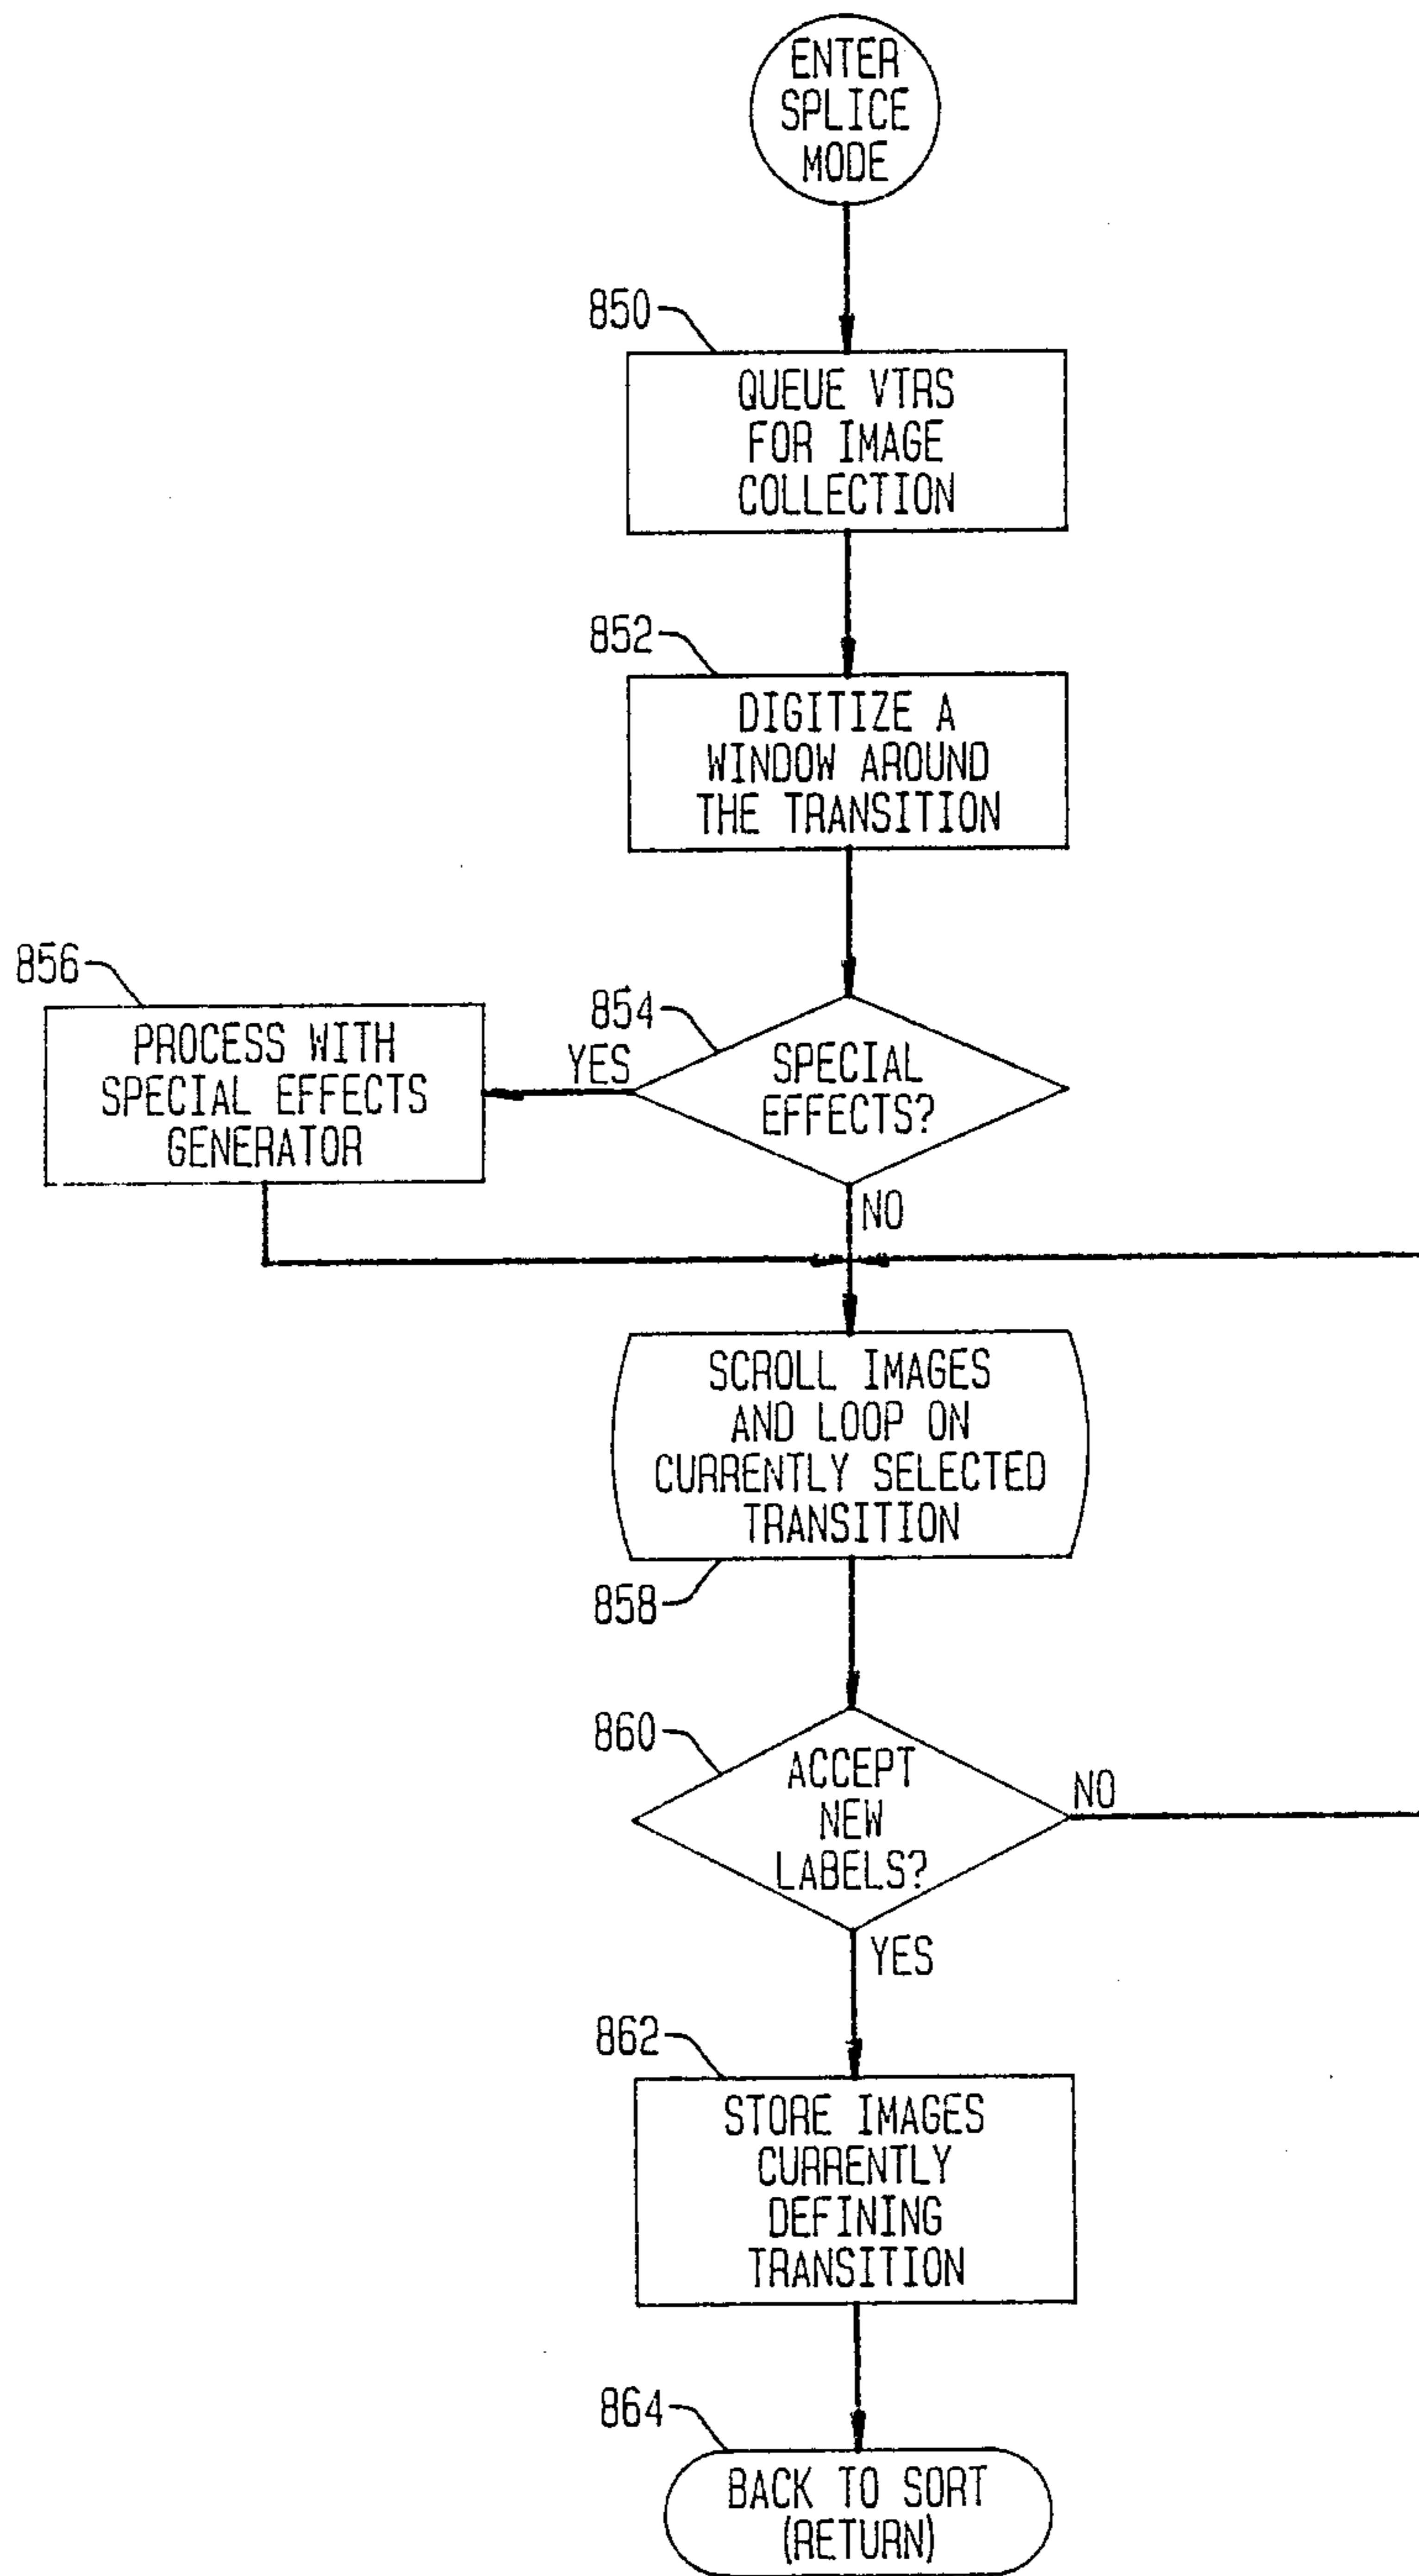 ENTER
SPLICE
MODE
850
QUEUE VTRS
FOR IMAGE
COLLECTION
852
DIGITIZE A
WINDOW AROUND
THE TRANSITION
856
PROCESS WITH
SPECIAL EFFECTS
GENERATOR
854
YES
SPECIAL
EFFECTS?
NO
SCROLL IMAGES
AND LOOP ON
CURRENTLY SELECTED
TRANSITION
858
860
ACCEPT
NEW
LABELS?
NO
YES
862
STORE IMAGES
CURRENTLY
DEFINING
TRANSITION
864
BACK TO SORT
(RETURN)